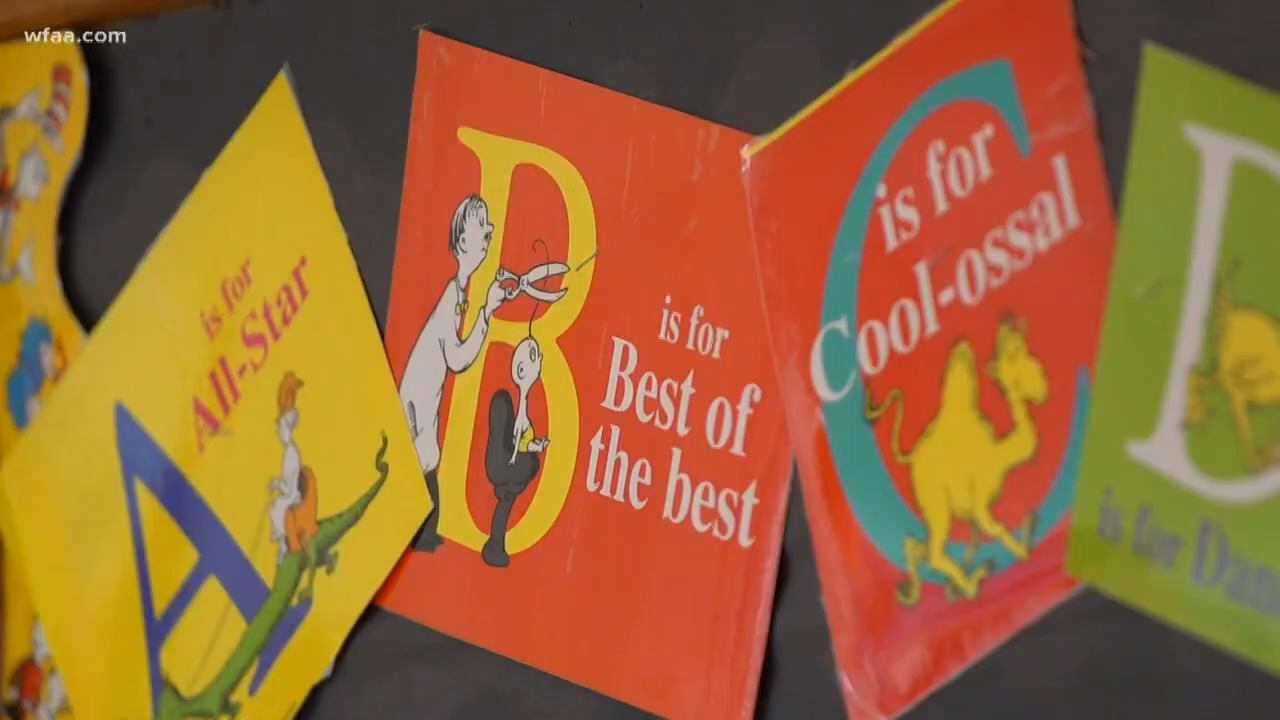 wfaa.com
A
is for
All-Star
B
is for
Best of
the best
C
is for
Cool-ossal
D
is for